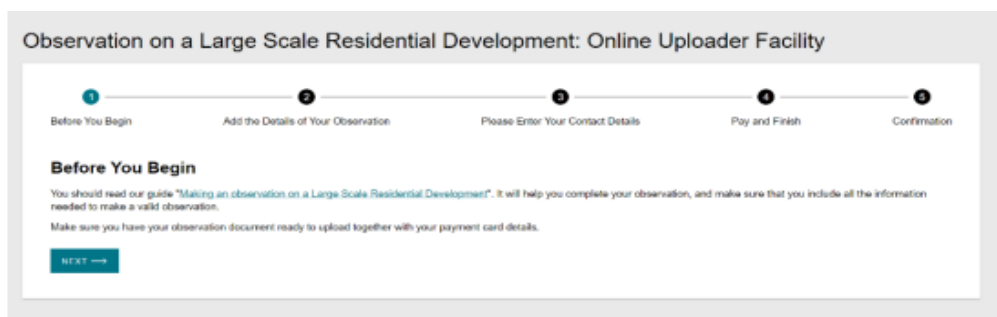 Observation on a Large Scale Residential Development: Online Uploader Facility
1 2 3 4 5
Before You Begin Add the Details of Your Observation Please Enter Your Contact Details Pay and Finish Confirmation
Before You Begin
You should read our guide "Making an observation on a Large Scale Residential Development". It will help you complete your observation, and make sure that you include all the information
needed to make a valid observation.
Make sure you have your observation document ready to upload together with your payment card details.
NEXT →